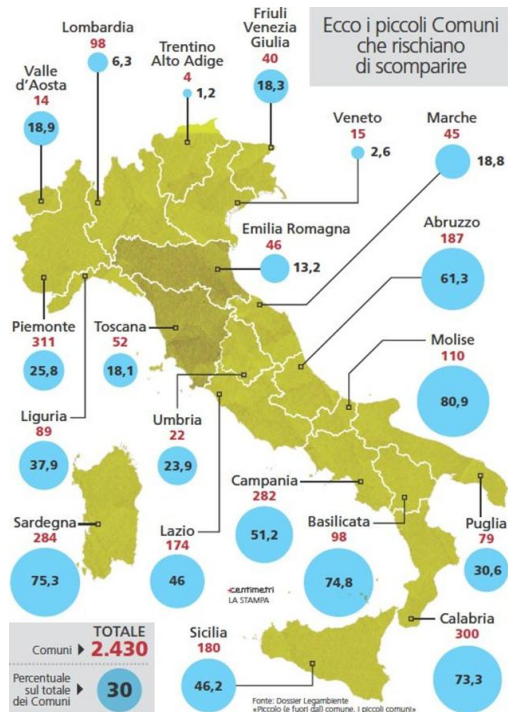 Ecco i piccoli Comuni
che rischiano
di scomparire
Lombardia
98
6,3
Trentino
Alto Adige
4
1,2
Friuli
Venezia
Giulia
40
18,3
Valle
d'Aosta
14
18,9
Veneto
15
2,6
Marche
45
18,8
Emilia Romagna
46
13,2
Abruzzo
187
61,3
Piemonte
311
25,8
Toscana
52
18,1
Molise
110
80,9
Liguria
89
37,9
Umbria
22
23,9
Campania
282
51,2
Basilicata
98
74,8
Puglia
79
30,6
Sardegna
284
75,3
Lazio
174
46
centimetri
LA STAMPA
Calabria
300
73,3
Sicilia
180
46,2
TOTALE
Comuni 2.430
Percentuale
sul totale
dei Comuni
30
Fonte: Dossier Legambiente
«Piccolo (e fuori dal) comune. I piccoli comuni»